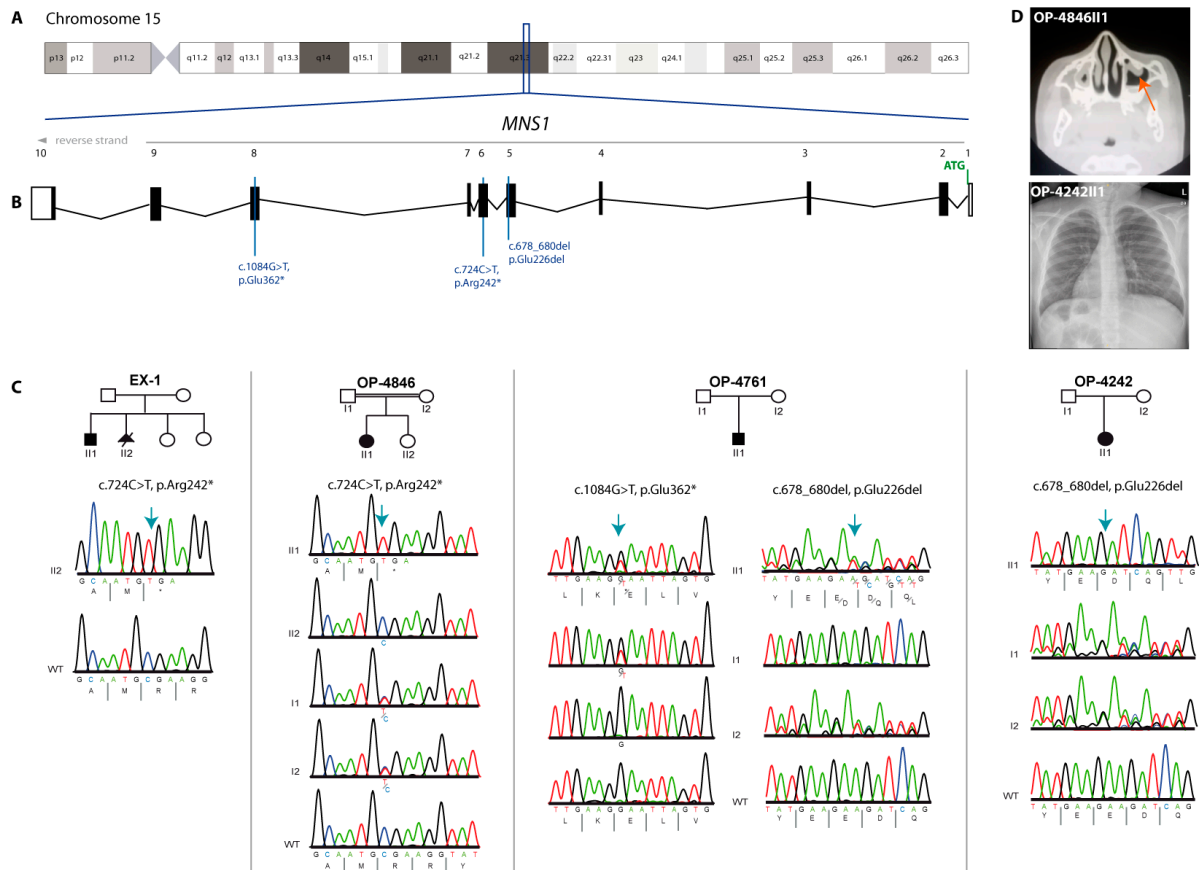 A
Chromosome 15
p13 p12 p11.2 q11.2 q12 q13.1 q13.3 q14 q15.1 q21.1 q21.2 q21.3 q22.2 q22.31 q23 q24.1 q25.1 q25.2 q25.3 q26.1 q26.2 q26.3
MNS1
reverse strand
10 9 8 7 6 5 4 3 2 1
ATG
B
c.1084G>T,
p.Glu362*
c.724C>T,
p.Arg242*
c.678_680del
p.Glu226del
D
OP-4846II1
OP-4242II1
L
C
EX-1
II1
II2
c.724C>T, p.Arg242*
II2
G C A A T G T G A
A M *
WT
G C A A T G C G A A G G
A M R R
OP-4846
I1
I2
II1
II2
c.724C>T, p.Arg242*
II1
G C A A T G T G A
A M *
II2
C
I1
T/C
I2
T/C
WT
G C A A T G C G A A G G T A T
A M R R Y
OP-4761
I1
I2
II1
c.1084G>T, p.Glu362*
T T G A A G G A A T T A G T G
T
L K */E L V
G/T
G
T T G A A G G A A T T A G T G
L K E L V
c.678_680del, p.Glu226del
II1
T A T G A A G A A G A T C A G
T C G T T
Y E E/D D/Q Q/L
I1
I2
WT
T A T G A A G A A G A T C A G
Y E E D Q
OP-4242
I1
I2
II1
c.678_680del, p.Glu226del
II1
T A T G A A G A T C A G T T G
Y E D Q L
I1
I2
WT
T A T G A A G A A G A T C A G
Y E E D Q